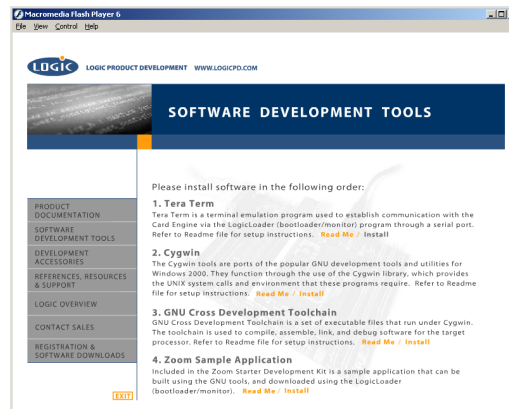 Macromedia Flash Player 6
File View Control Help
LOGIC
LOGIC PRODUCT DEVELOPMENT WWW.LOGICPD.COM
SOFTWARE DEVELOPMENT TOOLS
PRODUCT
DOCUMENTATION
SOFTWARE
DEVELOPMENT TOOLS
DEVELOPMENT
ACCESSORIES
REFERENCES, RESOURCES
& SUPPORT
LOGIC OVERVIEW
CONTACT SALES
REGISTRATION &
SOFTWARE DOWNLOADS
EXIT
Please install software in the following order:
1. Tera Term
Tera Term is a terminal emulation program used to establish communication with the
Card Engine via the LogicLoader (bootloader/monitor) program through a serial port.
Refer to Readme file for setup instructions. Read Me / Install
2. Cygwin
The Cygwin tools are ports of the popular GNU development tools and utilities for
Windows 2000. They function through the use of the Cygwin library, which provides
the UNIX system calls and environment that these programs require. Refer to Readme
file for setup instructions. Read Me / Install
3. GNU Cross Development Toolchain
GNU Cross Development Toolchain is a set of executable files that run under Cygwin.
The toolchain is used to compile, assemble, link, and debug software for the target
processor. Refer to Readme file for setup instructions. Read Me / Install
4. Zoom Sample Application
Included in the Zoom Starter Development Kit is a sample application that can be
built using the GNU tools, and downloaded using the LogicLoader
(bootloader/monitor). Read Me / Install